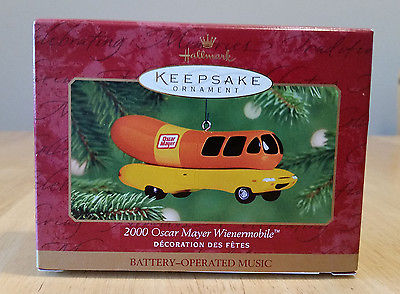 Hallmark
KEEPSAKE
ORNAMENT
Oscar
Mayer
2000 Oscar Mayer Wienermobile™
DÉCORATION DES FÊTES
BATTERY–OPERATED MUSIC